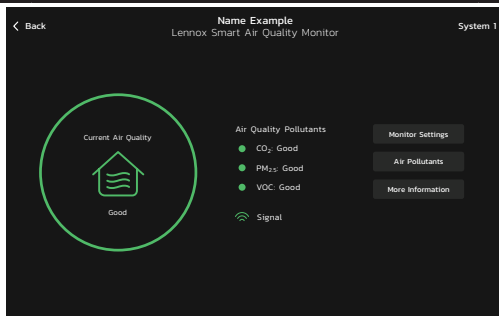 Back
Name Example
Lennox Smart Air Quality Monitor
System 1
Current Air Quality
Good
Air Quality Pollutants
CO₂: Good
PM₂.₅: Good
VOC: Good
Signal
Monitor Settings
Air Pollutants
More Information